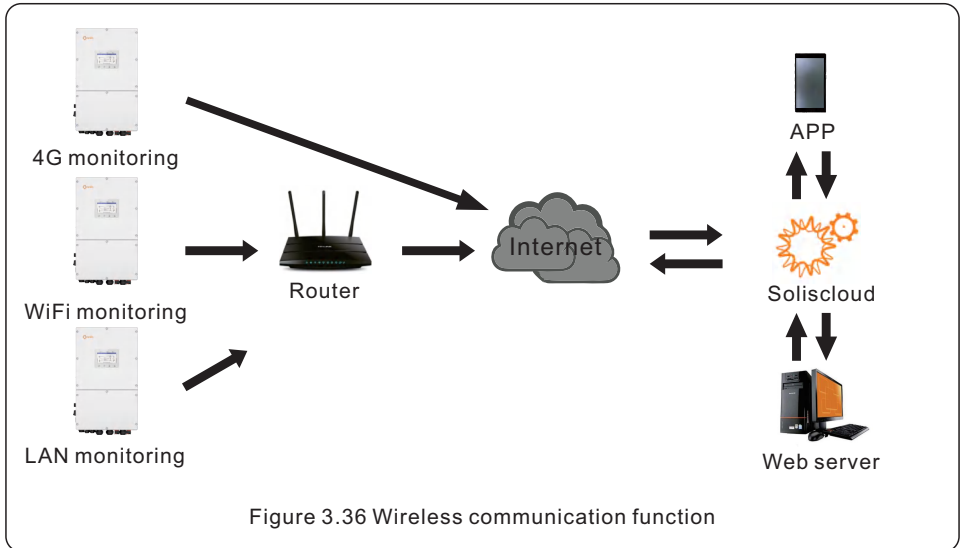 4G monitoring
APP
Internet
Router
WiFi monitoring
Soliscloud
LAN monitoring
Web server
Figure 3.36 Wireless communication function